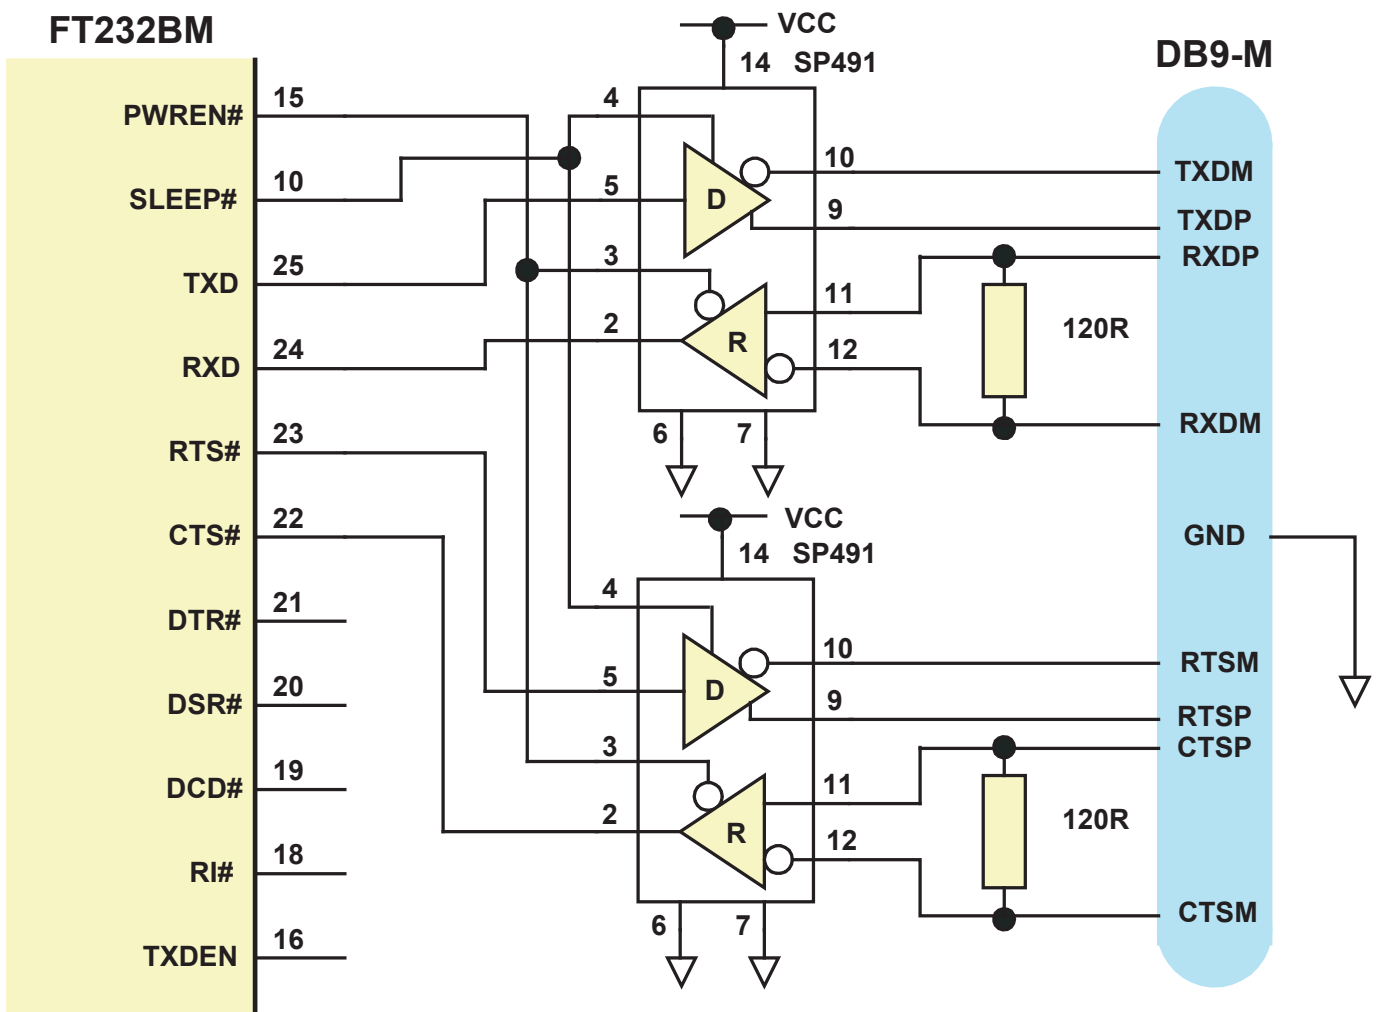 FT232BM
VCC
14 SP491
DB9-M
PWREN# 15
SLEEP# 10
TXD 25
RXD 24
RTS# 23
CTS# 22
DTR# 21
DSR# 20
DCD# 19
RI# 18
TXDEN 16
4
5
3
2
D
R
10
9
11
12
6 7
VCC
14 SP491
4
5
3
2
D
R
10
9
11
12
6 7
120R
120R
TXDM
TXDP
RXDP
RXDM
GND
RTSM
RTSP
CTSP
CTSM